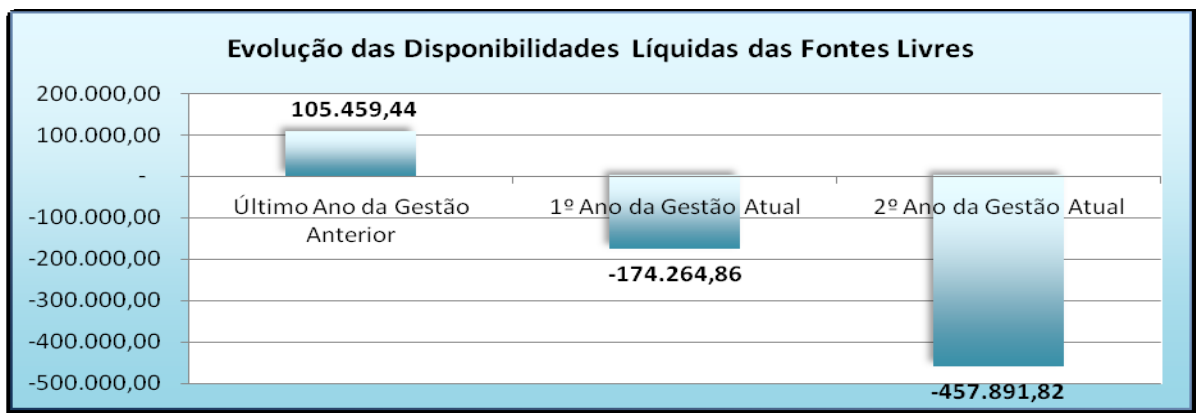 Evolução das Disponibilidades Líquidas das Fontes Livres
200.000,00
100.000,00
-
-100.000,00
-200.000,00
-300.000,00
-400.000,00
-500.000,00
105.459,44
Último Ano da Gestão
Anterior
1º Ano da Gestão Atual
2º Ano da Gestão Atual
-174.264,86
-457.891,82